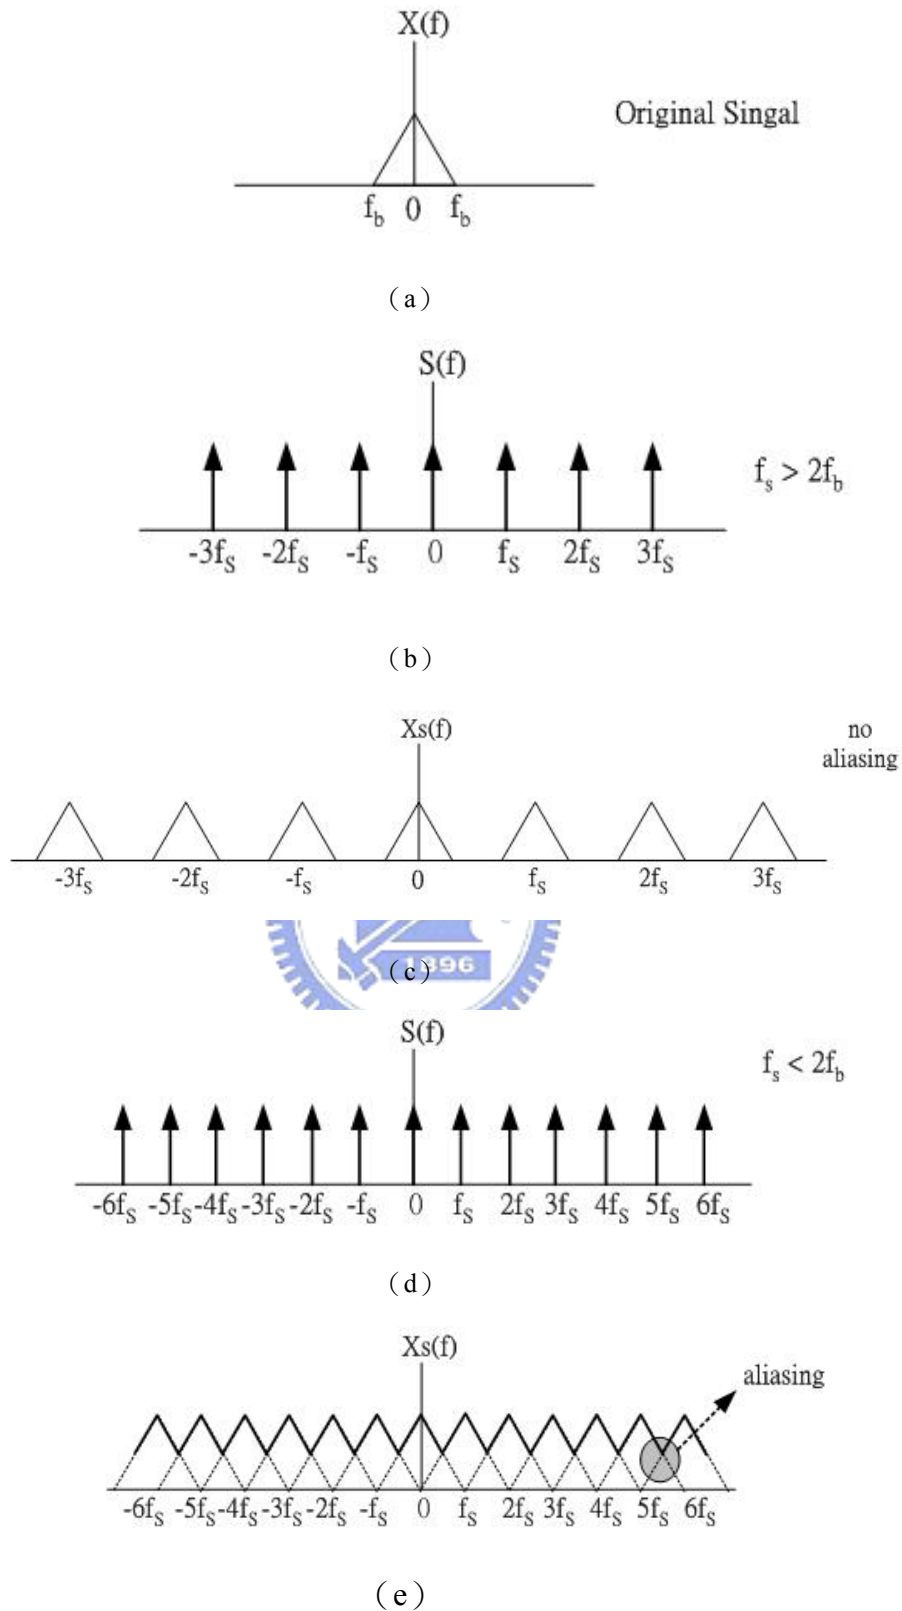 X(f)
Original Singal
fb 0 fb
（a）
S(f)
fs > 2fb
-3fS -2fS -fS 0 fS 2fS 3fS
（b）
Xs(f)
no
aliasing
-3fS -2fS -fS 0 fS 2fS 3fS
1896
（c）
S(f)
fs < 2fb
-6fS -5fS -4fS -3fS -2fS -fS 0 fS 2fS 3fS 4fS 5fS 6fS
（d）
Xs(f)
aliasing
-6fS -5fS -4fS -3fS -2fS -fS 0 fS 2fS 3fS 4fS 5fS 6fS
（e）